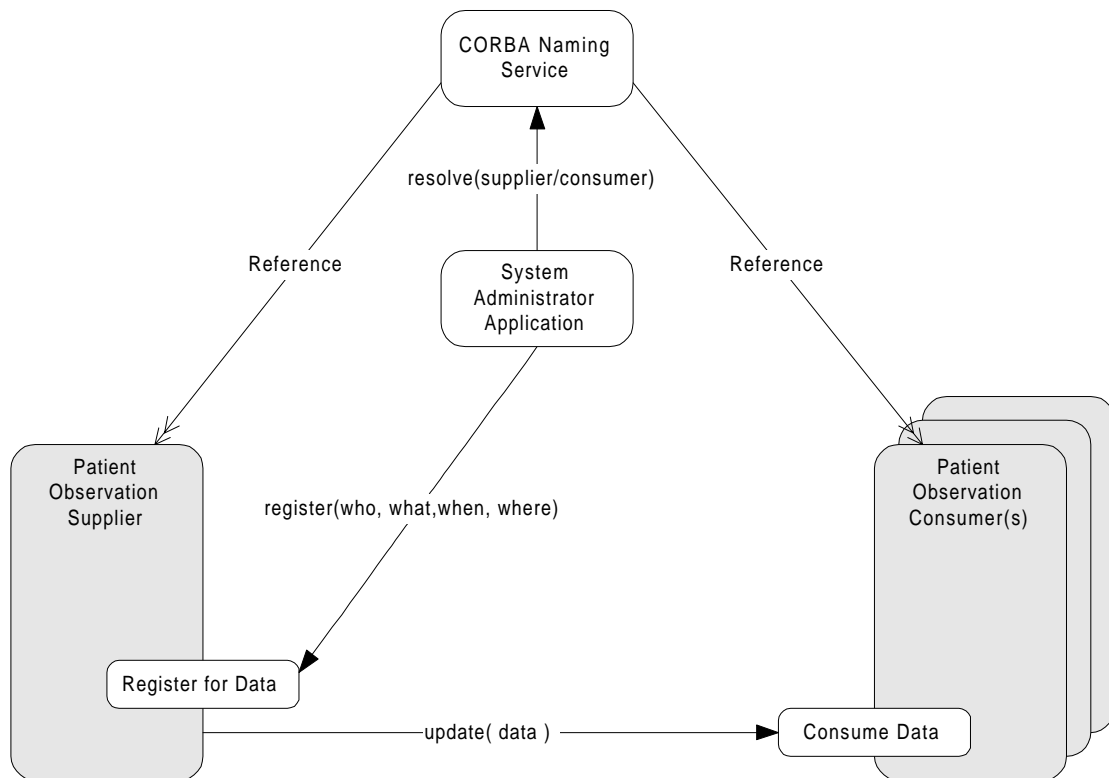 CORBA Naming
Service
resolve(supplier/consumer)
Reference
Reference
System
Administrator
Application
Patient
Observation
Supplier
Patient
Observation
Consumer(s)
register(who, what,when, where)
Register for Data
update( data )
Consume Data